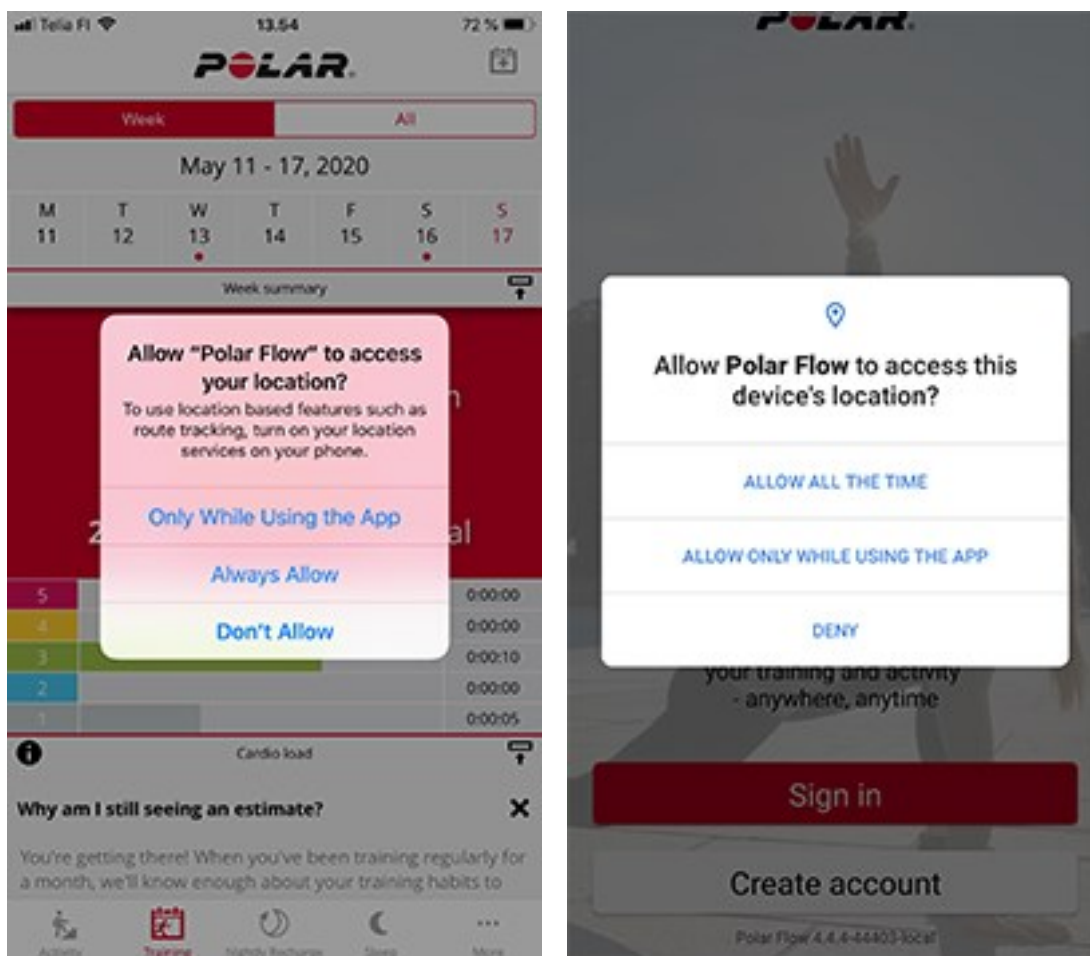 Telia FI
13.54
72 %
POLAR.
Week
All
May 11 - 17, 2020
M T W T F S S
11 12 13 14 15 16 17
Week summary
Allow “Polar Flow” to access
your location?
To use location based features such as
route tracking, turn on your location
services on your phone.
Only While Using the App
Always Allow
Don’t Allow
2
al
5 0:00:00
4 0:00:00
3 0:00:10
2 0:00:00
1 0:00:05
Cardio load
Why am I still seeing an estimate?
You're getting there! When you've been training regularly for
a month, we'll know enough about your training habits to
Activity Training Nightly Recharge Sleep More
POLAR.
Allow Polar Flow to access this
device's location?
ALLOW ALL THE TIME
ALLOW ONLY WHILE USING THE APP
DENY
your training and activity
- anywhere, anytime
Sign in
Create account
Polar Flow 4.4.4-44403-local